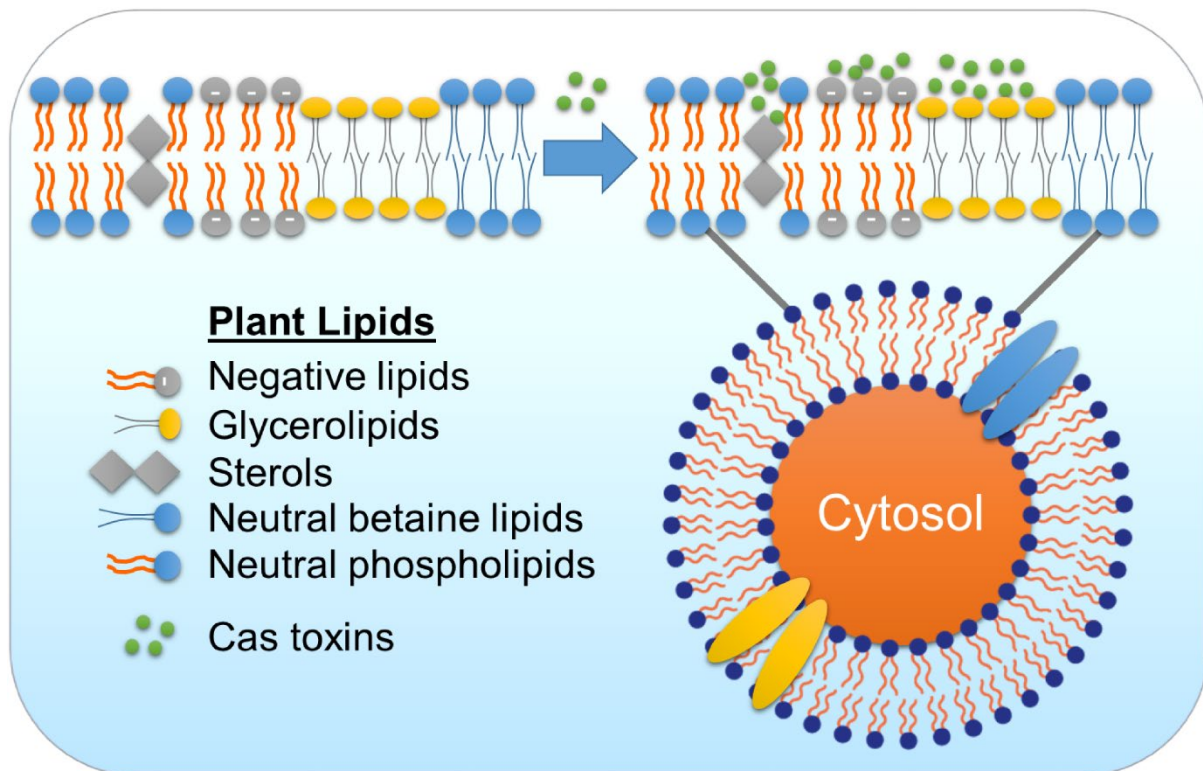 Plant Lipids
Negative lipids
Glycerolipids
Sterols
Neutral betaine lipids
Neutral phospholipids
Cas toxins
Cytosol